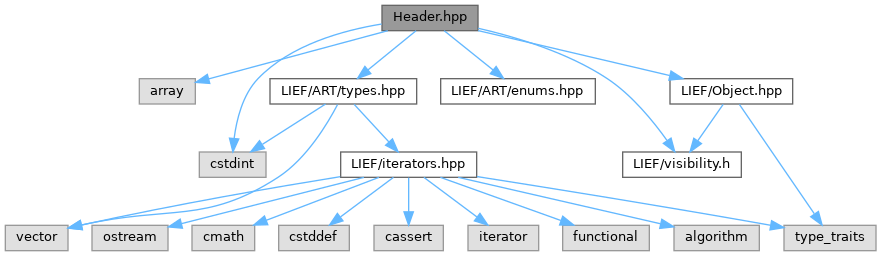 Header.hpp
array
LIEF/ART/types.hpp
LIEF/ART/enums.hpp
LIEF/Object.hpp
cstdint
LIEF/iterators.hpp
LIEF/visibility.h
vector
ostream
cmath
cstddef
cassert
iterator
functional
algorithm
type_traits